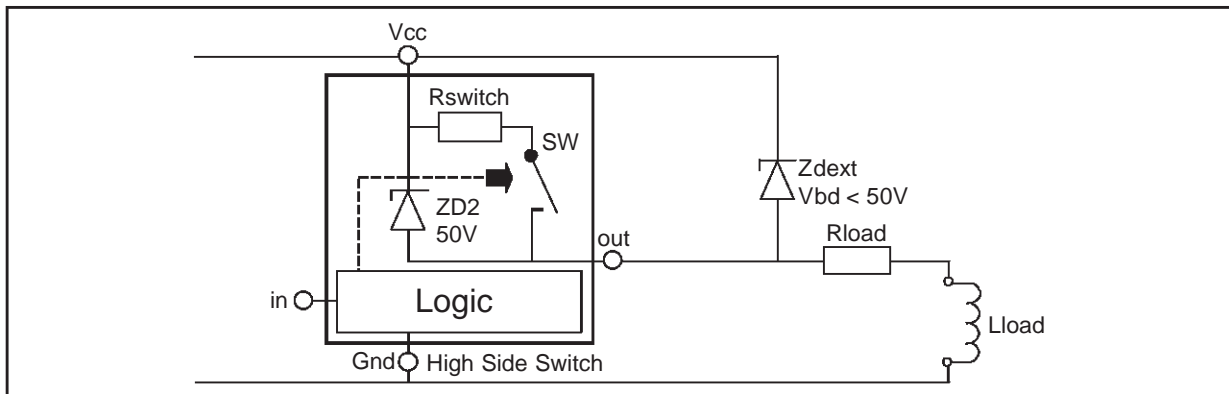 Vcc
Rswitch
SW
Zdext
Vbd < 50V
ZD2
50V
out
Rload
in
Logic
Lload
Gnd
High Side Switch